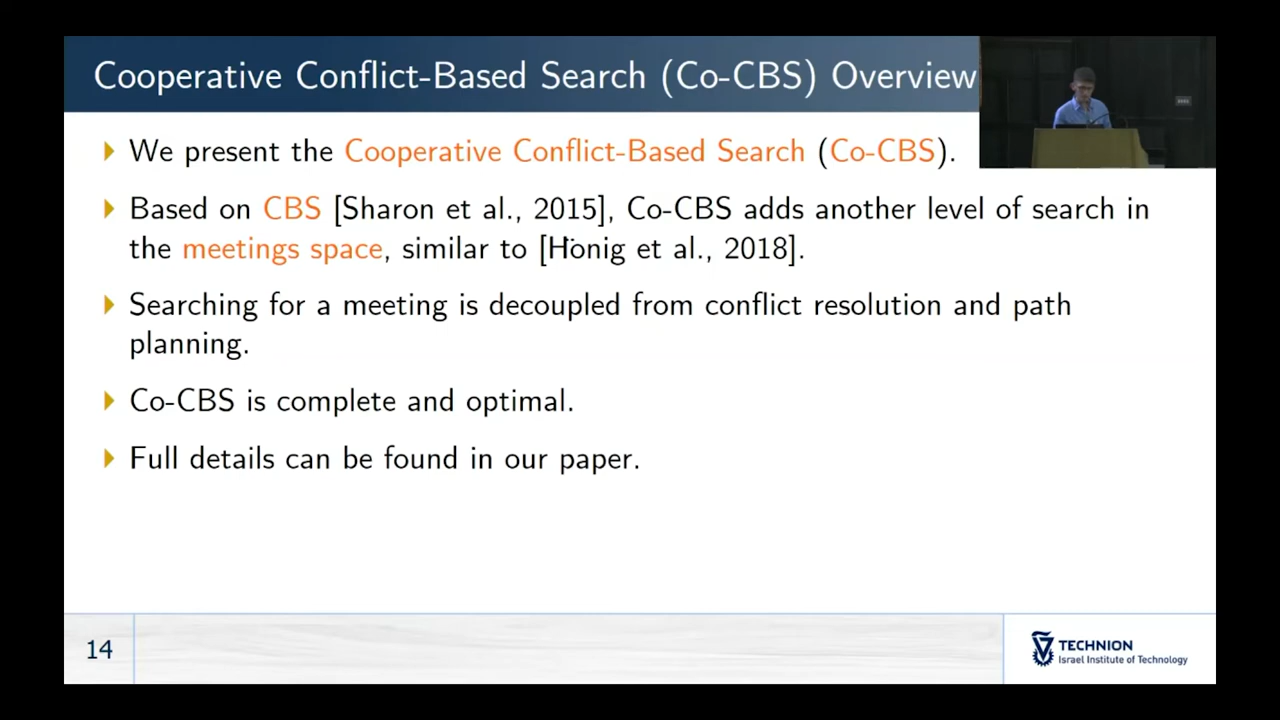 Cooperative Conflict-Based Search (Co-CBS) Overview
We present the Cooperative Conflict-Based Search (Co-CBS).
Based on CBS [Sharon et al., 2015], Co-CBS adds another level of search in
the meetings space, similar to [Hönig et al., 2018].
Searching for a meeting is decoupled from conflict resolution and path
planning.
Co-CBS is complete and optimal.
Full details can be found in our paper.
14
TECHNION
Israel Institute of Technology